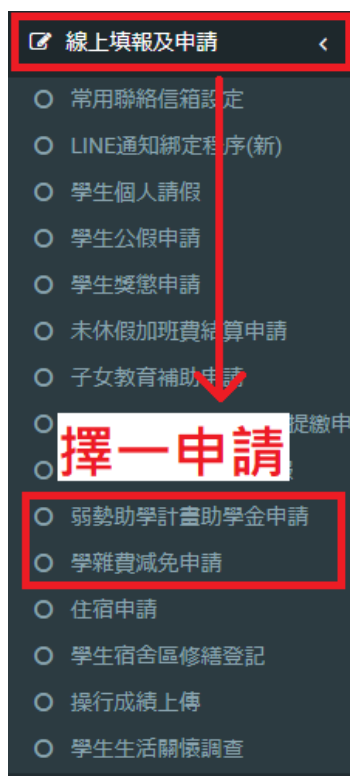 線上填報及申請
常用聯絡信箱設定
LINE通知綁定程序(新)
學生個人請假
學生公假申請
學生獎懲申請
未休假加班費結算申請
子女教育補助申請
提繳申
擇一申請
弱勢助學計畫助學金申請
學雜費減免申請
住宿申請
學生宿舍區修繕登記
操行成績上傳
學生生活關懷調查